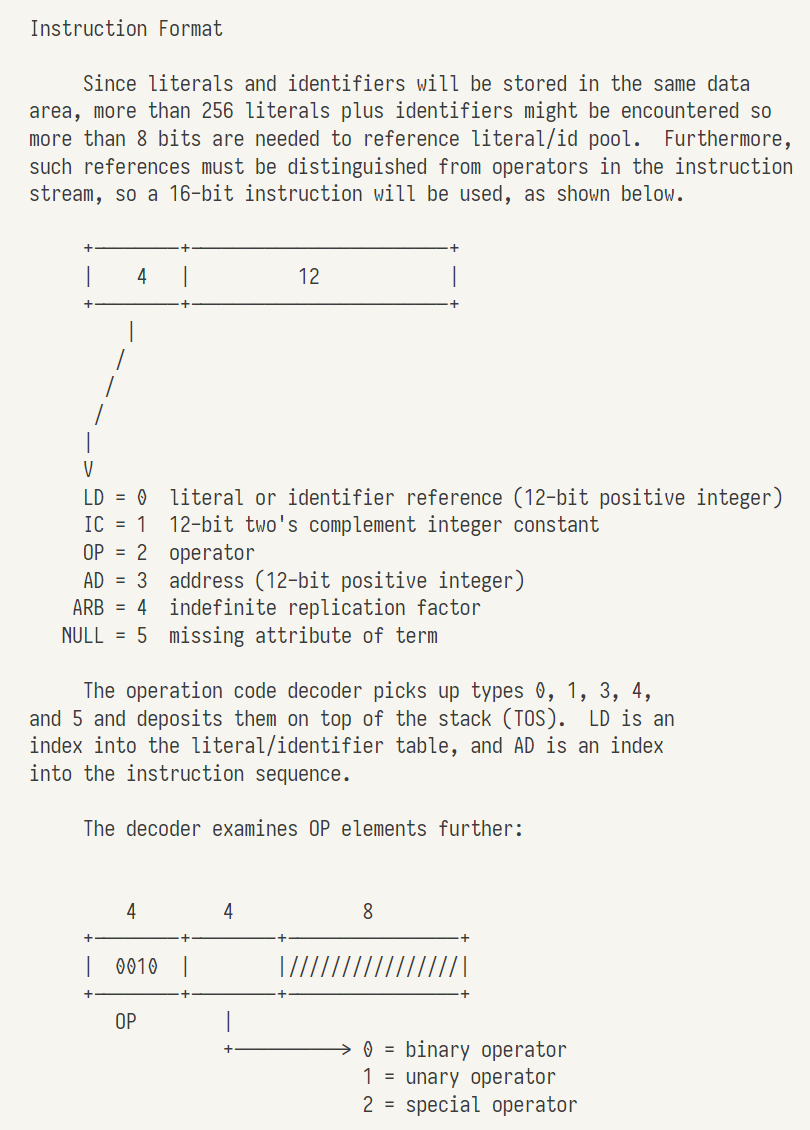 Instruction Format
Since literals and identifiers will be stored in the same data
area, more than 256 literals plus identifiers might be encountered so
more than 8 bits are needed to reference literal/id pool.  Furthermore,
such references must be distinguished from operators in the instruction
stream, so a 16-bit instruction will be used, as shown below.
+--------+------------------------+
|    4   |          12            |
+--------+------------------------+
|
/
/
/
|
V
LD = 0  literal or identifier reference (12-bit positive integer)
IC = 1  12-bit two's complement integer constant
OP = 2  operator
AD = 3  address (12-bit positive integer)
ARB = 4  indefinite replication factor
NULL = 5  missing attribute of term
The operation code decoder picks up types 0, 1, 3, 4,
and 5 and deposits them on top of the stack (TOS).  LD is an
index into the literal/identifier table, and AD is an index
into the instruction sequence.
The decoder examines OP elements further:
4        4            8
+--------+--------+----------------+
|  0010  |        |////////////////|
+--------+--------+----------------+
OP        |
+----------> 0 = binary operator
1 = unary operator
2 = special operator